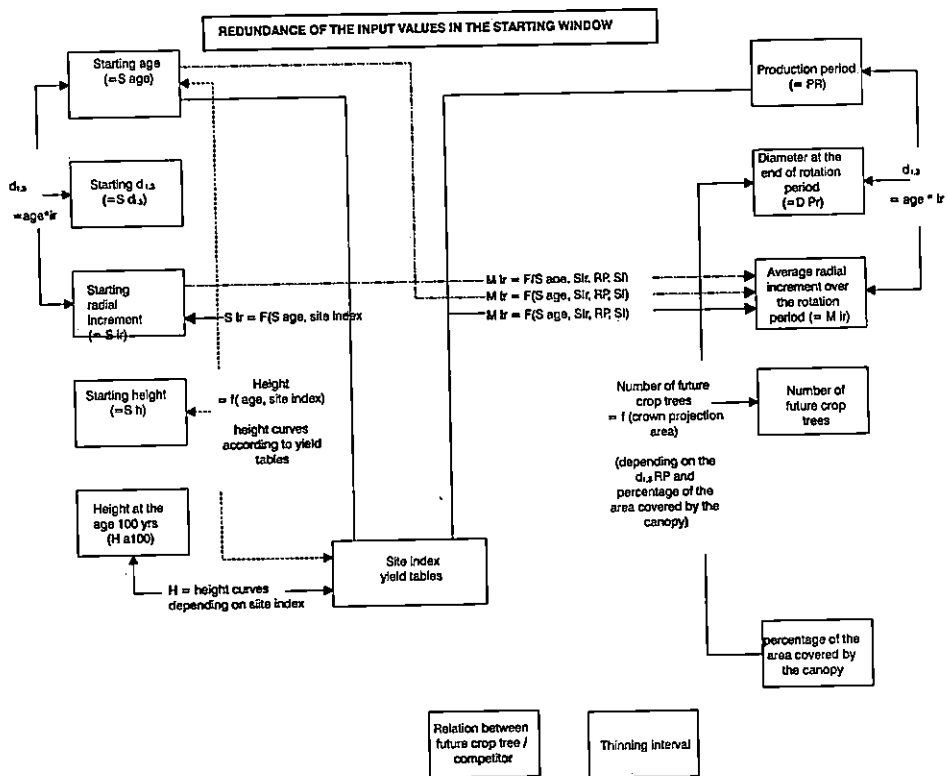 REDUNDANCE OF THE INPUT VALUES IN THE STARTING WINDOW
Starting age
(=S age)
Production period
(= PR)
d₁,₃
=age*ir
Starting d₁,₃
(=S d₁,₃)
Diameter at the
end of rotation
period
(=D Pr)
d₁,₃
= age * Ir
Starting
radial
Increment
(= S ir)
S Ir = F(S age, site index
M Ir = F(S age, Sir, RP, SI)
M Ir = F(S age, Sir, RP, SI)
M Ir = F(S age, Sir, RP, SI)
Average radial
increment over
the rotation
period (= M ir)
Starting height
(=S h)
Height
= f( age, site index)
height curves
according to yield
tables
Number of future
crop trees
= f (crown projection
area)
(depending on the
d₁,₃ RP and
percentage of the
area covered by the
canopy)
Number of
future crop
trees
Height at the
age 100 yrs
(H a100)
H = height curves
depending on site index
Site index
yield tables
percentage of the
area covered by
the canopy
Relation between
future crop tree /
competitor
Thinning interval